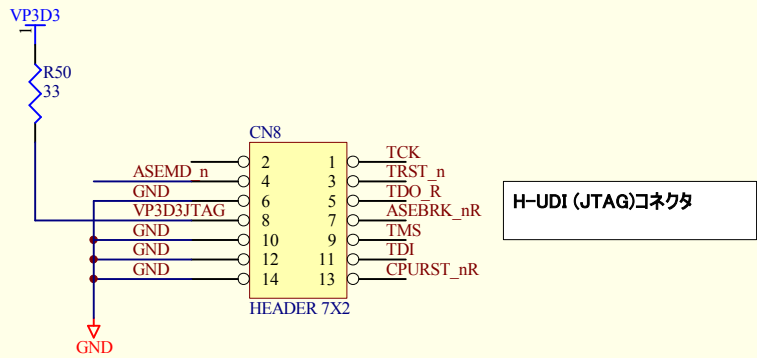 VP3D3
1
R50
33
CN8
2 1 TCK
ASEMD_n 4 3 TRST_n
GND 6 5 TDO_R
VP3D3JTAG 8 7 ASEBRK_nR
GND 10 9 TMS
GND 12 11 TDI
GND 14 13 CPURST_nR
HEADER 7X2
GND
H-UDI (JTAG)コネクタ